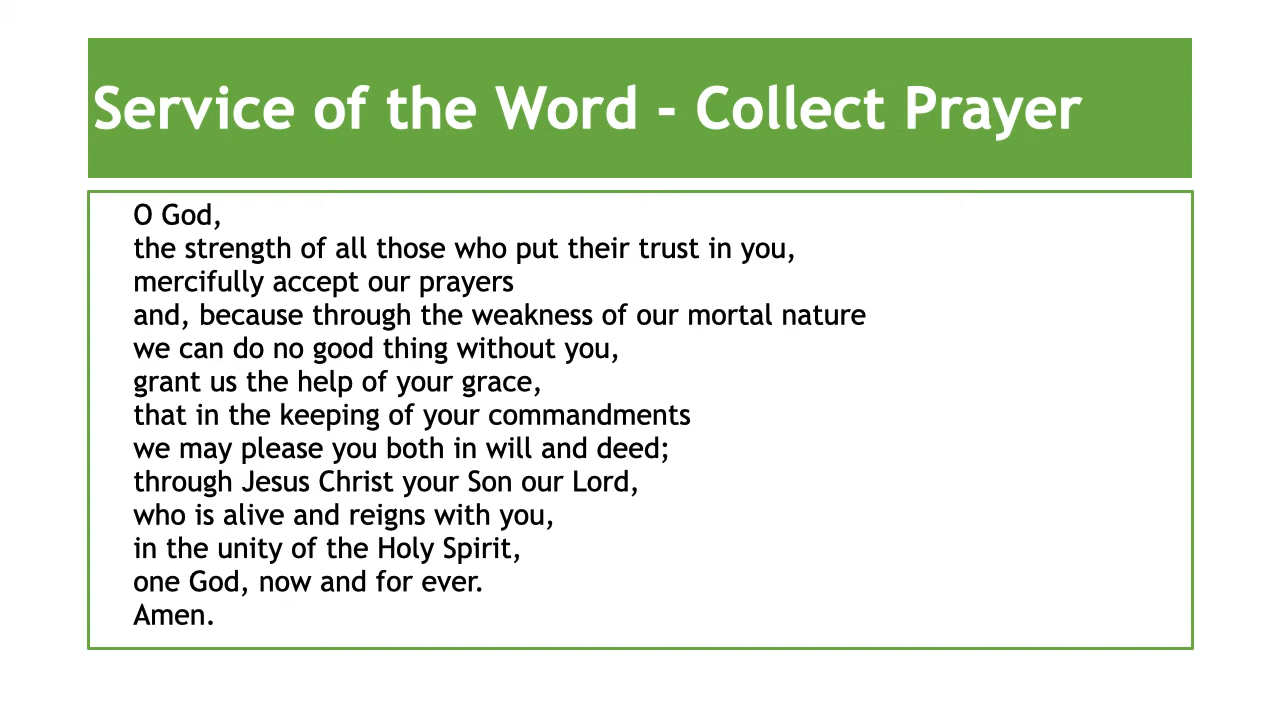 Service of the Word - Collect Prayer
O God,
the strength of all those who put their trust in you,
mercifully accept our prayers
and, because through the weakness of our mortal nature
we can do no good thing without you,
grant us the help of your grace,
that in the keeping of your commandments
we may please you both in will and deed;
through Jesus Christ your Son our Lord,
who is alive and reigns with you,
in the unity of the Holy Spirit,
one God, now and for ever.
Amen.